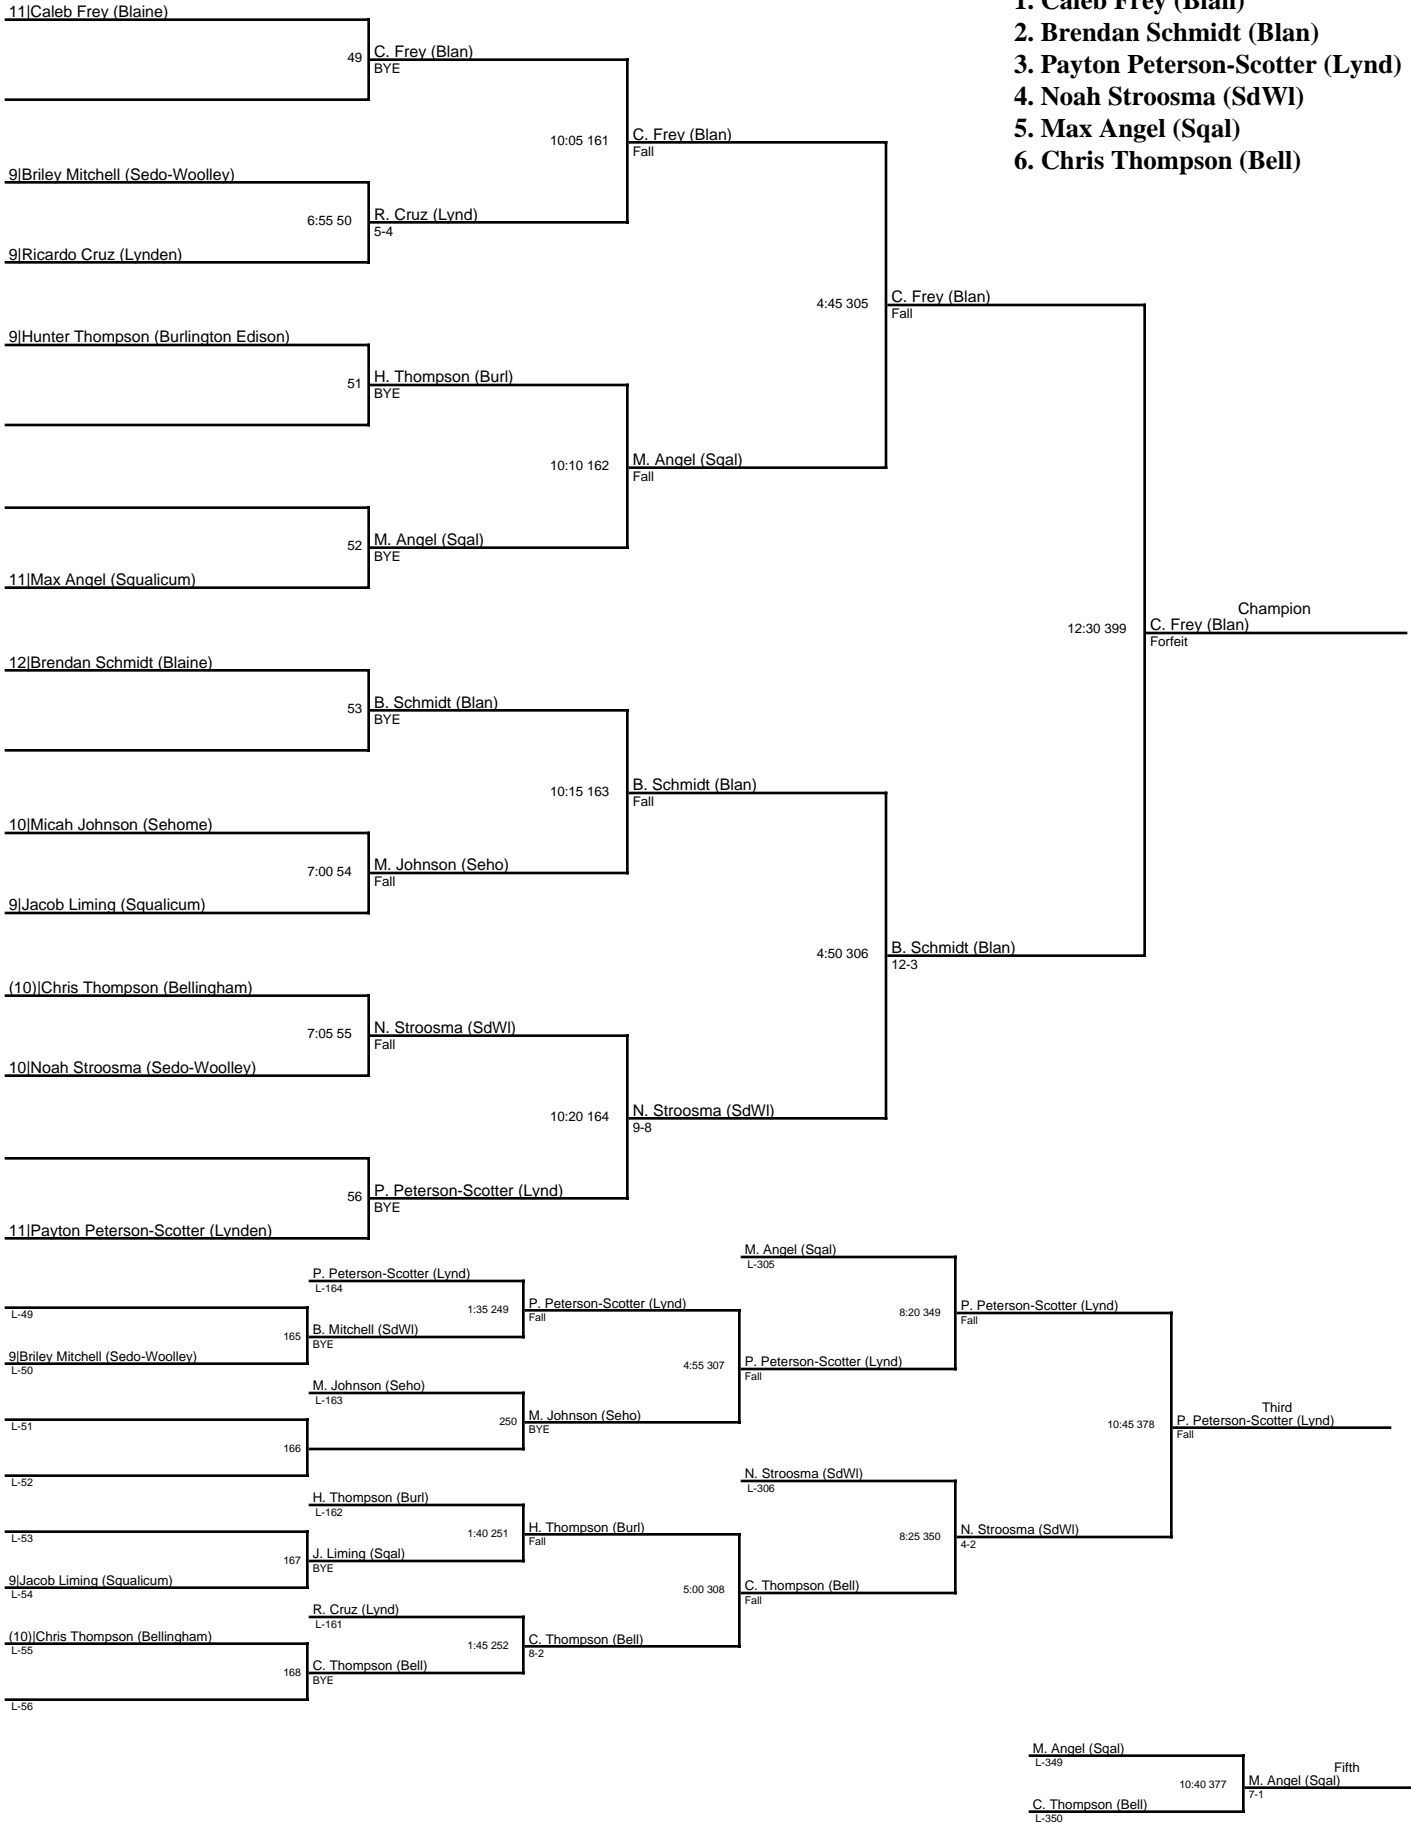 11|Caleb Frey (Blaine)
1. Caleb Frey (Blan)
2. Brendan Schmidt (Blan)
3. Payton Peterson-Scotter (Lynd)
4. Noah Stroosma (SdWl)
5. Max Angel (Sqal)
6. Chris Thompson (Bell)
49
C. Frey (Blan)
BYE
10:05 161
C. Frey (Blan)
Fall
9|Briley Mitchell (Sedo-Woolley)
6:55 50
R. Cruz (Lynd)
5-4
9|Ricardo Cruz (Lynden)
4:45 305
C. Frey (Blan)
Fall
9|Hunter Thompson (Burlington Edison)
51
H. Thompson (Burl)
BYE
10:10 162
M. Angel (Sqal)
Fall
52
M. Angel (Sqal)
BYE
11|Max Angel (Squalicum)
Champion
12:30 399
C. Frey (Blan)
Forfeit
12|Brendan Schmidt (Blaine)
53
B. Schmidt (Blan)
BYE
10:15 163
B. Schmidt (Blan)
Fall
10|Micah Johnson (Sehome)
7:00 54
M. Johnson (Seho)
Fall
9|Jacob Liming (Squalicum)
4:50 306
B. Schmidt (Blan)
12-3
(10)|Chris Thompson (Bellingham)
7:05 55
N. Stroosma (SdWl)
Fall
10|Noah Stroosma (Sedo-Woolley)
10:20 164
N. Stroosma (SdWl)
9-8
56
P. Peterson-Scotter (Lynd)
BYE
11|Payton Peterson-Scotter (Lynden)
M. Angel (Sqal)
L-305
P. Peterson-Scotter (Lynd)
L-164
1:35 249
P. Peterson-Scotter (Lynd)
Fall
8:20 349
P. Peterson-Scotter (Lynd)
Fall
L-49
165
B. Mitchell (SdWl)
BYE
9|Briley Mitchell (Sedo-Woolley)
L-50
4:55 307
P. Peterson-Scotter (Lynd)
Fall
M. Johnson (Seho)
L-163
250
M. Johnson (Seho)
BYE
L-51
166
L-52
Third
10:45 378
P. Peterson-Scotter (Lynd)
Fall
N. Stroosma (SdWl)
L-306
H. Thompson (Burl)
L-162
1:40 251
H. Thompson (Burl)
Fall
8:25 350
N. Stroosma (SdWl)
4-2
L-53
167
J. Liming (Sqal)
BYE
9|Jacob Liming (Squalicum)
L-54
5:00 308
C. Thompson (Bell)
Fall
R. Cruz (Lynd)
L-161
1:45 252
C. Thompson (Bell)
8-2
(10)|Chris Thompson (Bellingham)
L-55
168
C. Thompson (Bell)
BYE
L-56
M. Angel (Sqal)
L-349
Fifth
10:40 377
M. Angel (Sqal)
7-1
C. Thompson (Bell)
L-350